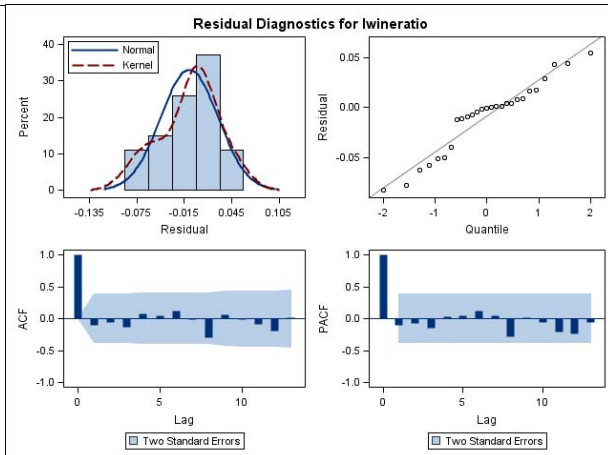 Residual Diagnostics for lwineratio
Normal
Kernel
Percent
40
30
20
10
0
-0.135
-0.075
-0.015
0.045
0.105
Residual
Residual
0.05
0.00
-0.05
-2
-1
0
1
2
Quantile
ACF
1.0
0.5
0.0
-0.5
-1.0
0
5
10
Lag
Two Standard Errors
PACF
1.0
0.5
0.0
-0.5
-1.0
0
5
10
Lag
Two Standard Errors